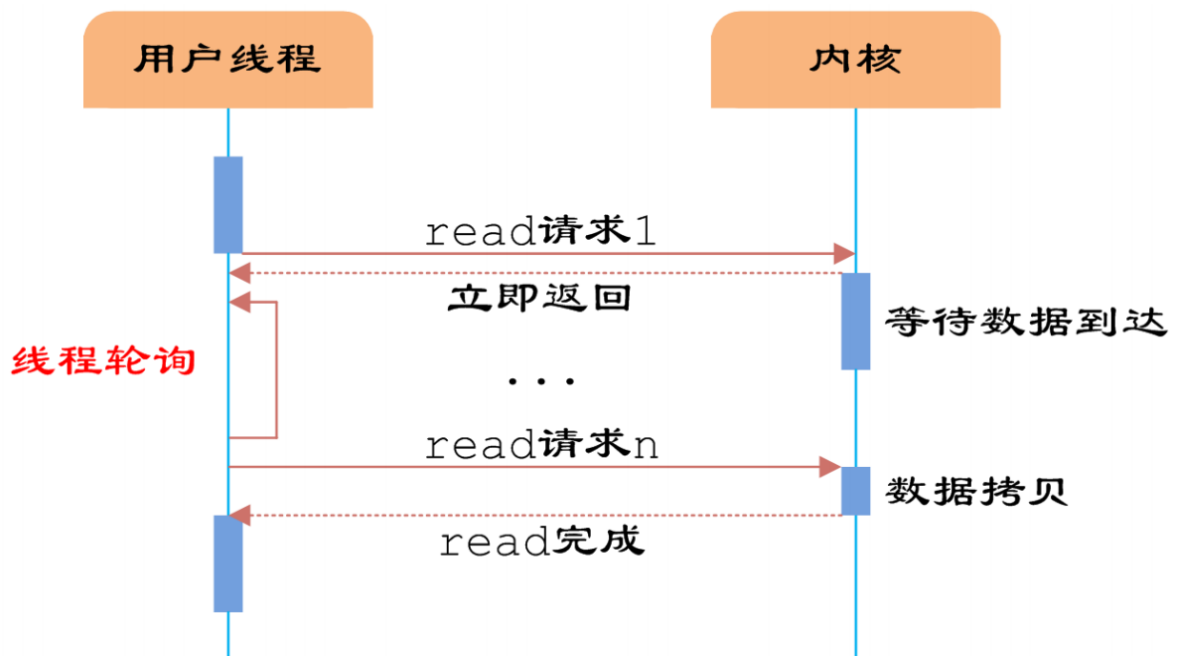 用户线程
内核
read请求1
立即返回
等待数据到达
线程轮询
...
read请求n
数据拷贝
read完成